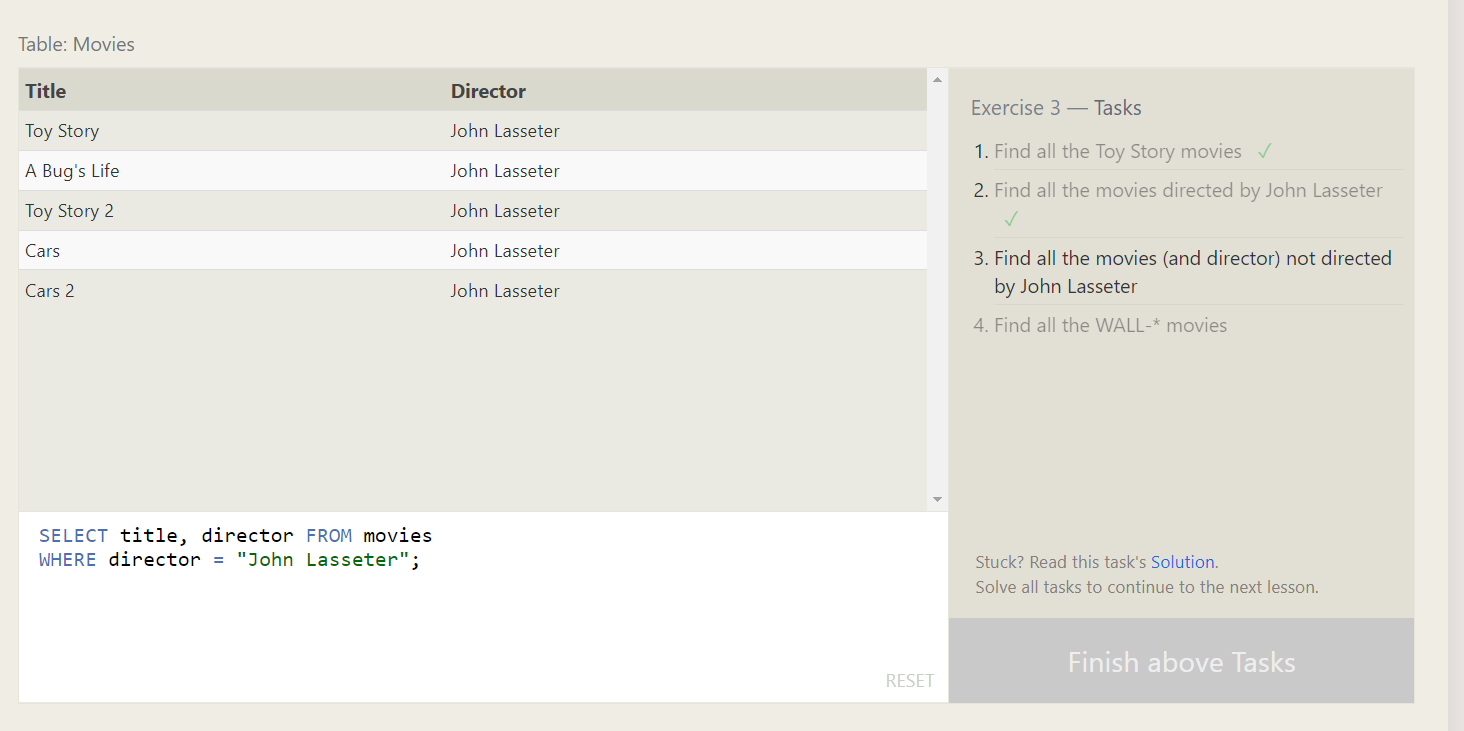 Table: Movies
Title Director
Toy Story John Lasseter
A Bug's Life John Lasseter
Toy Story 2 John Lasseter
Cars John Lasseter
Cars 2 John Lasseter
SELECT title, director FROM movies
WHERE director = "John Lasseter";
RESET
Exercise 3 — Tasks
1. Find all the Toy Story movies ✓
2. Find all the movies directed by John Lasseter
✓
3. Find all the movies (and director) not directed
by John Lasseter
4. Find all the WALL-* movies
Stuck? Read this task's Solution.
Solve all tasks to continue to the next lesson.
Finish above Tasks